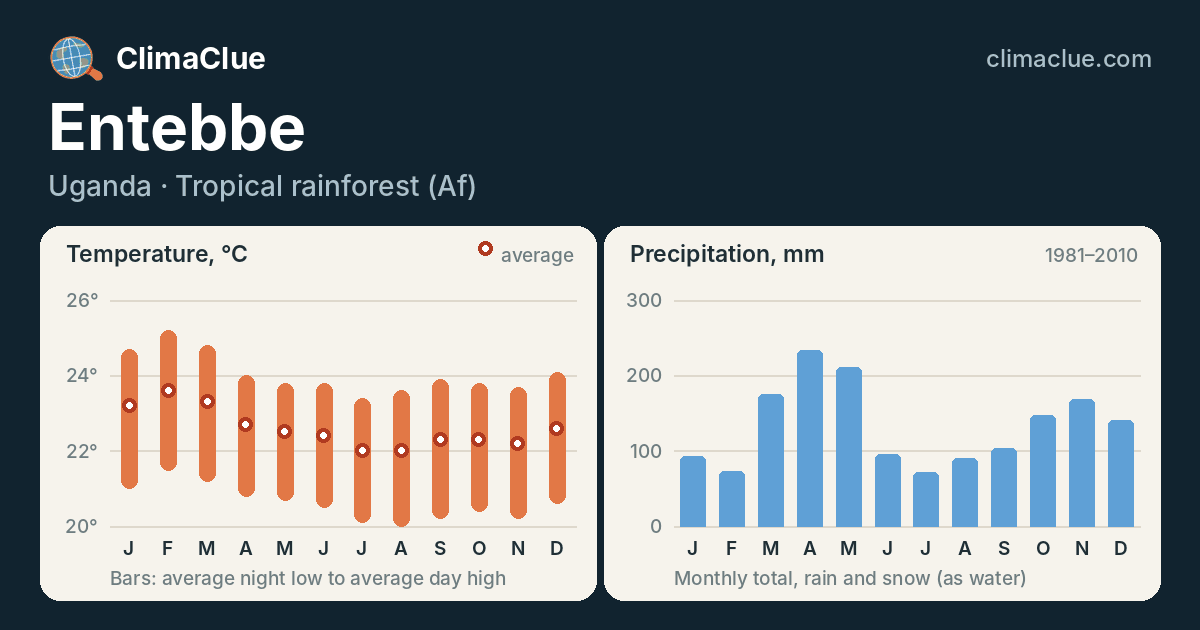 ClimaClue
climaclue.com
Entebbe
Uganda · Tropical rainforest (Af)
Temperature, °C
average
26°
24°
22°
20°
J F M A M J J A S O N D
Bars: average night low to average day high
Precipitation, mm
1981–2010
300
200
100
0
J F M A M J J A S O N D
Monthly total, rain and snow (as water)